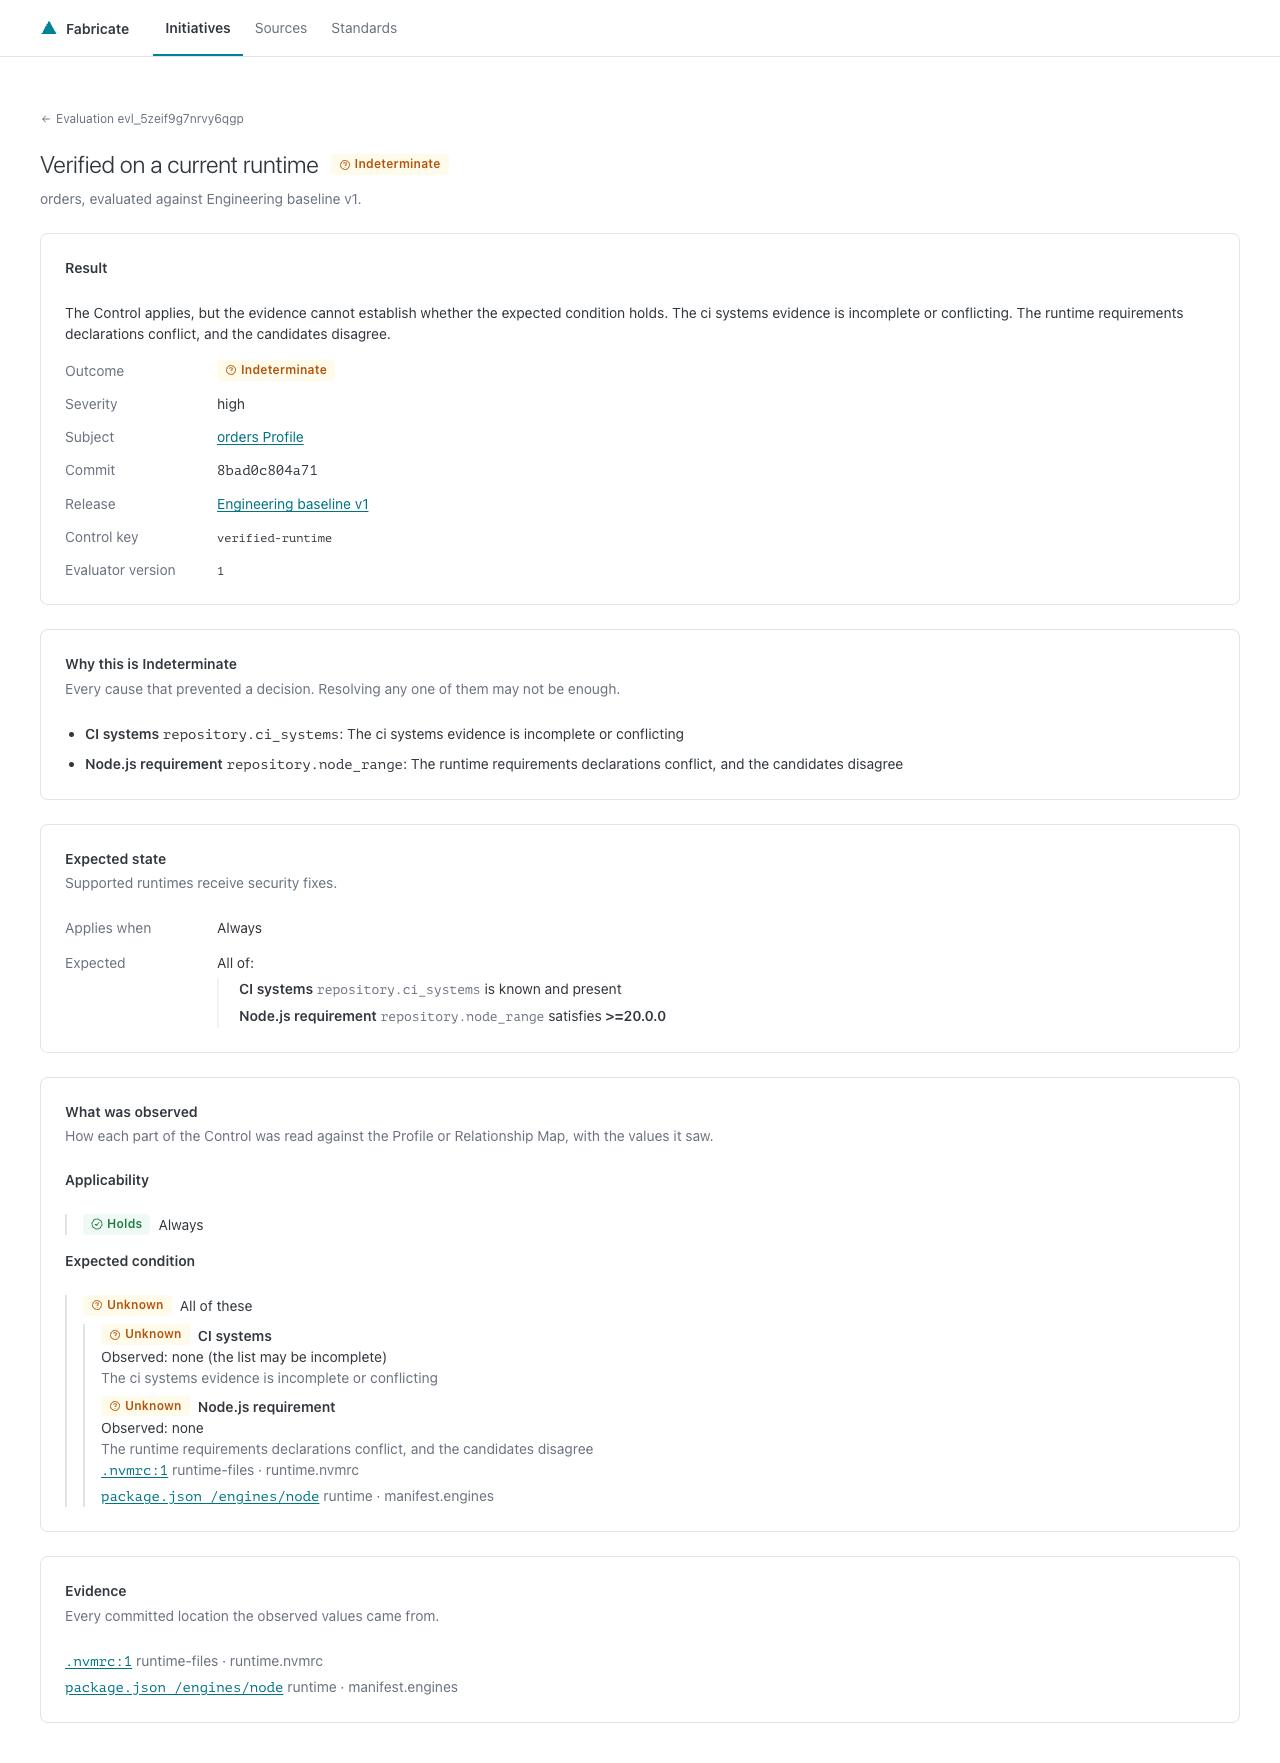 Fabricate Initiatives Sources Standards
← Evaluation evl_5zeif9g7nrvy6qgp
Verified on a current runtime Indeterminate
orders, evaluated against Engineering baseline v1.
Result
The Control applies, but the evidence cannot establish whether the expected condition holds. The ci systems evidence is incomplete or conflicting. The runtime requirements
declarations conflict, and the candidates disagree.
Outcome Indeterminate
Severity high
Subject orders Profile
Commit 8bad0c804a71
Release Engineering baseline v1
Control key verified-runtime
Evaluator version 1
Why this is Indeterminate
Every cause that prevented a decision. Resolving any one of them may not be enough.
• CI systems repository.ci_systems: The ci systems evidence is incomplete or conflicting
• Node.js requirement repository.node_range: The runtime requirements declarations conflict, and the candidates disagree
Expected state
Supported runtimes receive security fixes.
Applies when Always
Expected All of:
CI systems repository.ci_systems is known and present
Node.js requirement repository.node_range satisfies >=20.0.0
What was observed
How each part of the Control was read against the Profile or Relationship Map, with the values it saw.
Applicability
Holds Always
Expected condition
Unknown All of these
Unknown CI systems
Observed: none (the list may be incomplete)
The ci systems evidence is incomplete or conflicting
Unknown Node.js requirement
Observed: none
The runtime requirements declarations conflict, and the candidates disagree
.nvmrc:1 runtime-files · runtime.nvmrc
package.json /engines/node runtime · manifest.engines
Evidence
Every committed location the observed values came from.
.nvmrc:1 runtime-files · runtime.nvmrc
package.json /engines/node runtime · manifest.engines